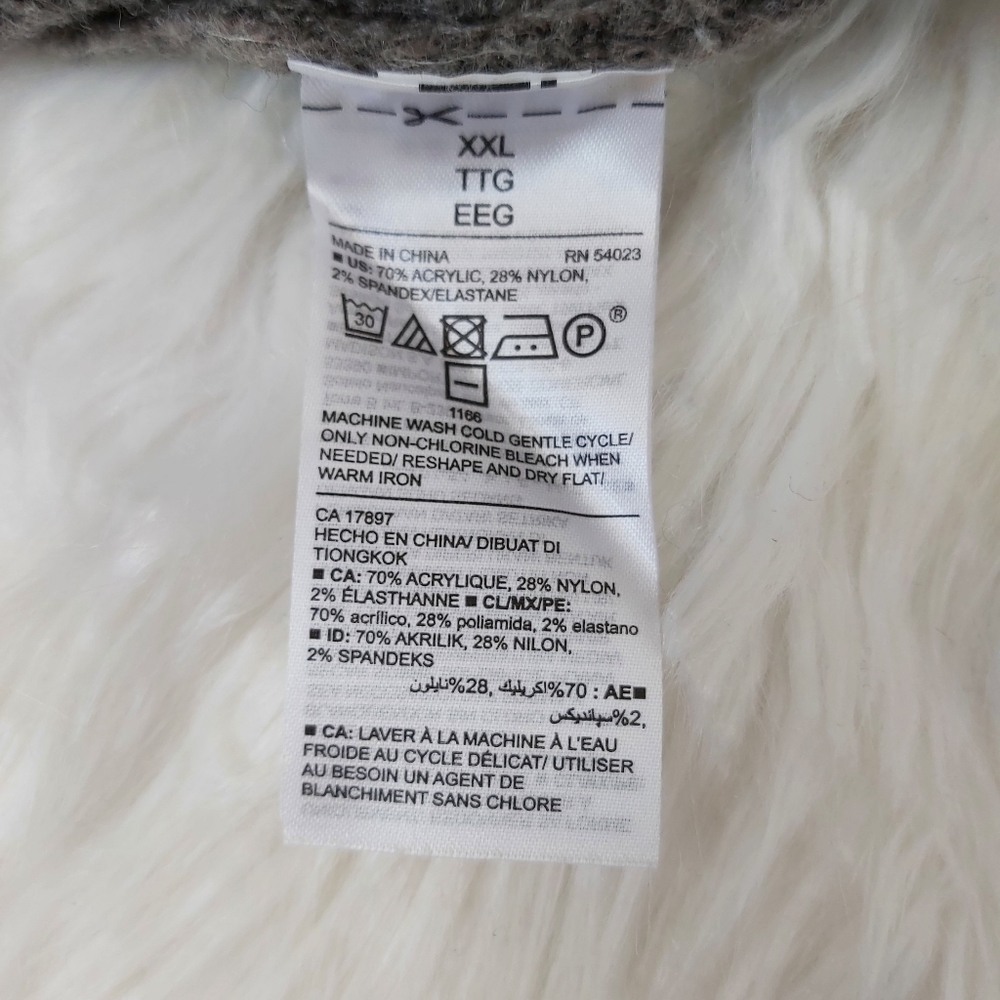 XXL
TTG
EEG
MADE IN CHINA RN 54023
■ US: 70% ACRYLIC, 28% NYLON,
2% SPANDEX/ELASTANE
30 P ®
1166
MACHINE WASH COLD GENTLE CYCLE/
ONLY NON-CHLORINE BLEACH WHEN
NEEDED/ RESHAPE AND DRY FLAT/
WARM IRON
CA 17897
HECHO EN CHINA/ DIBUAT DI
TIONGKOK
■ CA: 70% ACRYLIQUE, 28% NYLON,
2% ÉLASTHANNE ■ CL/MX/PE:
70% acrílico, 28% poliamida, 2% elastano
■ ID: 70% AKRILIK, 28% NILON,
2% SPANDEKS
■AE : 70%اكريليك, 28%نايلون
,2%سپانديكس
■ CA: LAVER À LA MACHINE À L'EAU
FROIDE AU CYCLE DÉLICAT/ UTILISER
AU BESOIN UN AGENT DE
BLANCHIMENT SANS CHLORE